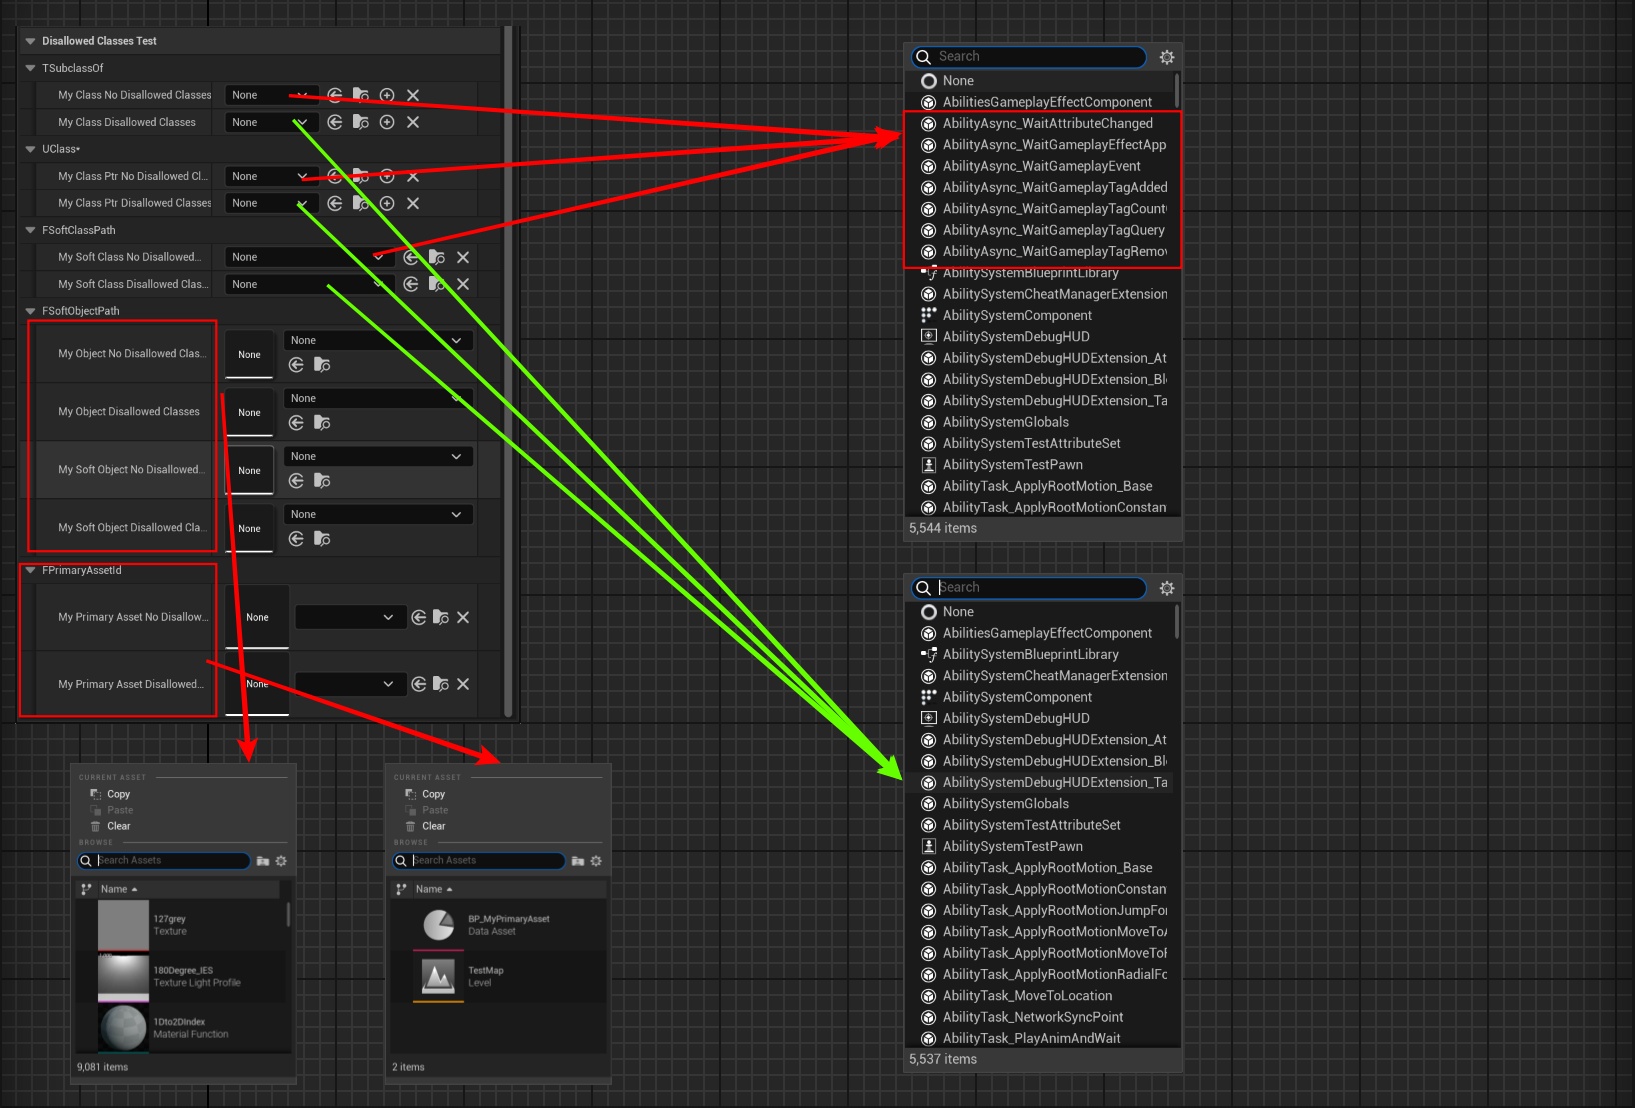 Disallowed Classes Test
TSubclassOf
My Class No Disallowed Classes
None
My Class Disallowed Classes
None
UClass*
My Class Ptr No Disallowed Cl...
None
My Class Ptr Disallowed Classes
None
FSoftClassPath
My Soft Class No Disallowed...
None
My Soft Class Disallowed Clas...
None
FSoftObjectPath
My Object No Disallowed Clas...
None
None
My Object Disallowed Classes
None
None
My Soft Object No Disallowed...
None
None
My Soft Object Disallowed Cla...
None
None
FPrimaryAssetId
My Primary Asset No Disallow...
None
My Primary Asset Disallowed...
None
CURRENT ASSET
Copy
Paste
Clear
BROWSE
Search Assets
Name
127grey
Texture
180Degree_IES
Texture Light Profile
1Dto2DIndex
Material Function
9,081 items
CURRENT ASSET
Copy
Paste
Clear
BROWSE
Search Assets
Name
BP_MyPrimaryAsset
Data Asset
TestMap
Level
2 items
Search
None
AbilitiesGameplayEffectComponent
AbilityAsync_WaitAttributeChanged
AbilityAsync_WaitGameplayEffectApp
AbilityAsync_WaitGameplayEvent
AbilityAsync_WaitGameplayTagAdded
AbilityAsync_WaitGameplayTagCount
AbilityAsync_WaitGameplayTagQuery
AbilityAsync_WaitGameplayTagRemov
AbilitySystemBlueprintLibrary
AbilitySystemCheatManagerExtension
AbilitySystemComponent
AbilitySystemDebugHUD
AbilitySystemDebugHUDExtension_At
AbilitySystemDebugHUDExtension_Bl
AbilitySystemDebugHUDExtension_Ta
AbilitySystemGlobals
AbilitySystemTestAttributeSet
AbilitySystemTestPawn
AbilityTask_ApplyRootMotion_Base
AbilityTask_ApplyRootMotionConstan
5,544 items
Search
None
AbilitiesGameplayEffectComponent
AbilitySystemBlueprintLibrary
AbilitySystemCheatManagerExtension
AbilitySystemComponent
AbilitySystemDebugHUD
AbilitySystemDebugHUDExtension_At
AbilitySystemDebugHUDExtension_Bl
AbilitySystemDebugHUDExtension_Ta
AbilitySystemGlobals
AbilitySystemTestAttributeSet
AbilitySystemTestPawn
AbilityTask_ApplyRootMotion_Base
AbilityTask_ApplyRootMotionConstan
AbilityTask_ApplyRootMotionJumpFo
AbilityTask_ApplyRootMotionMoveTo
AbilityTask_ApplyRootMotionMoveTo
AbilityTask_ApplyRootMotionRadialFo
AbilityTask_MoveToLocation
AbilityTask_NetworkSyncPoint
AbilityTask_PlayAnimAndWait
5,537 items